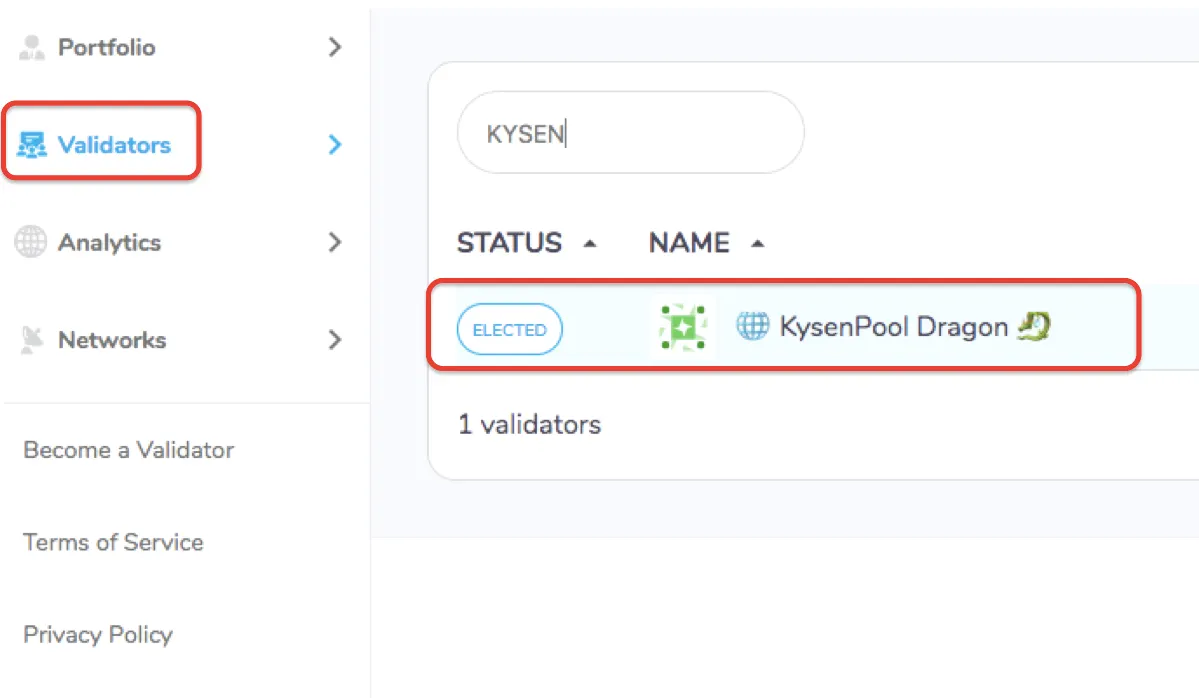 Portfolio
Validators
Analytics
Networks
Become a Validator
Terms of Service
Privacy Policy
KYSEN
STATUS NAME
ELECTED KysenPool Dragon
1 validators